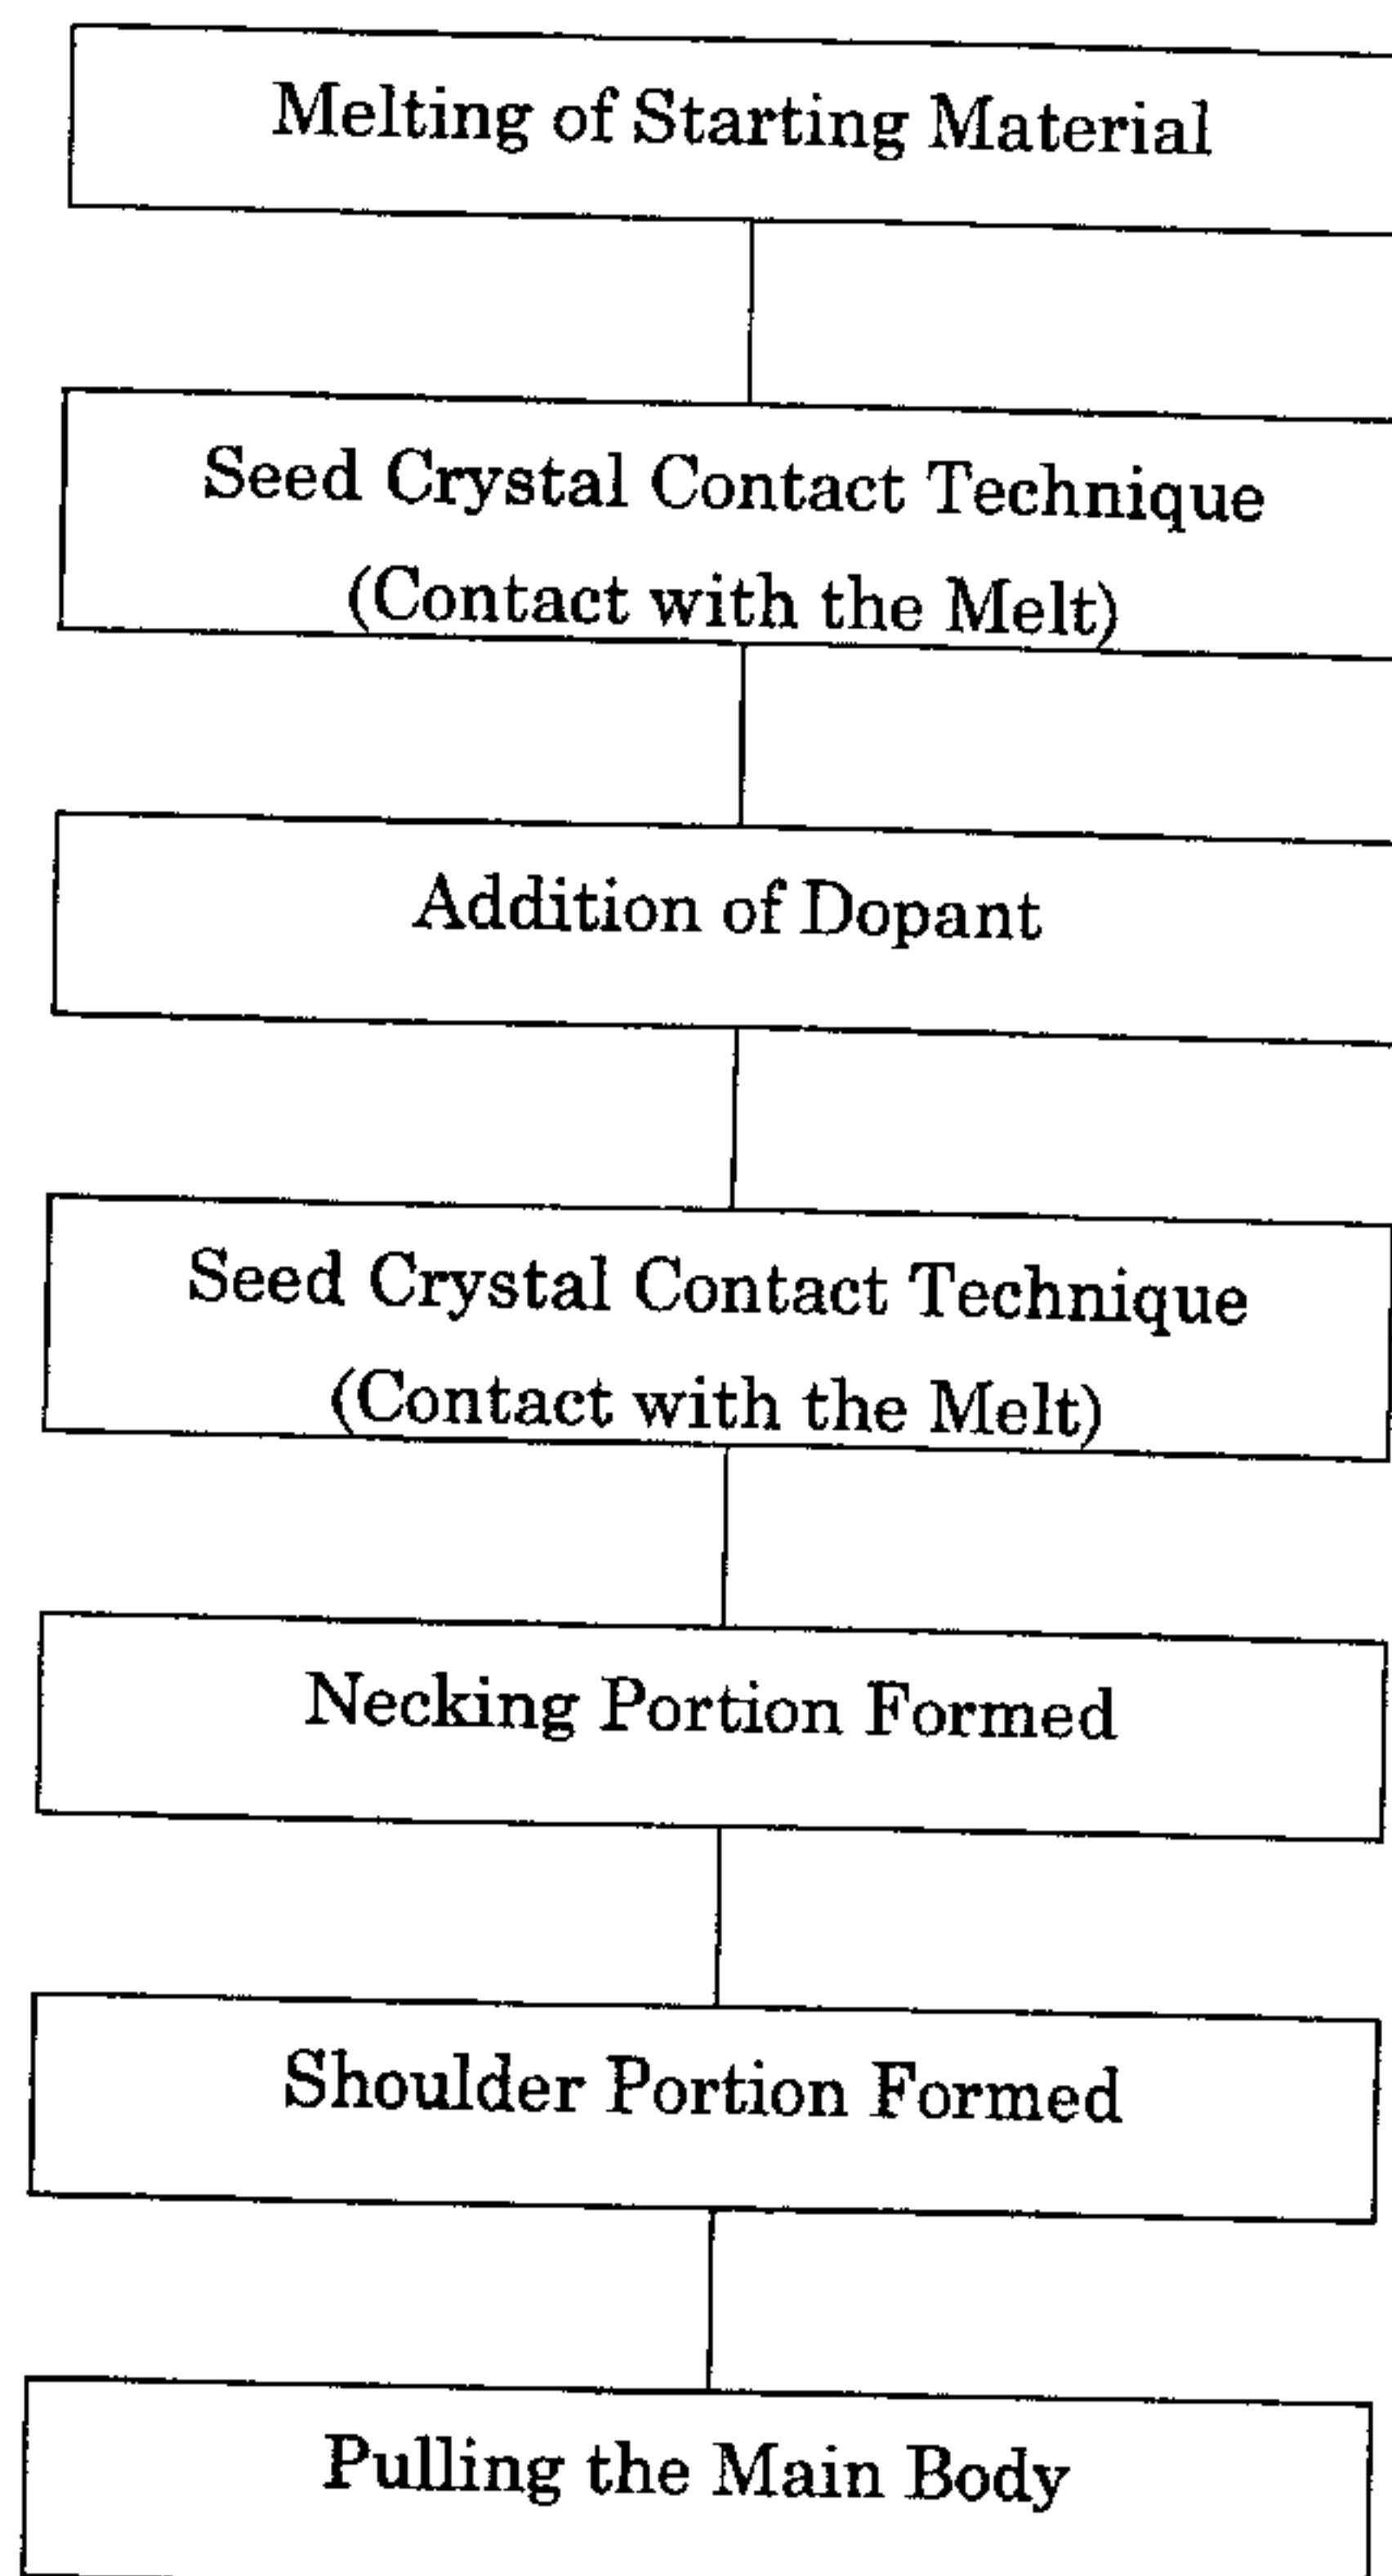 Melting of Starting Material
Seed Crystal Contact Technique
(Contact with the Melt)
Addition of Dopant
Seed Crystal Contact Technique
(Contact with the Melt)
Necking Portion Formed
Shoulder Portion Formed
Pulling the Main Body